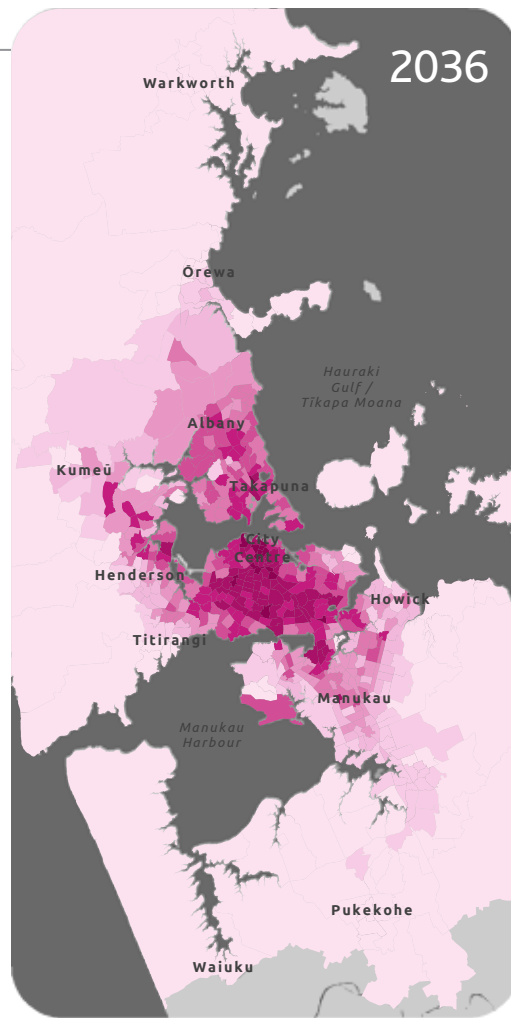 2036
Warkworth
Ōrewa
Hauraki
Gulf /
Tīkapa Moana
Albany
Kumeū
Takapuna
City
Centre
Henderson
Howick
Titirangi
Manukau
Manukau
Harbour
Pukekohe
Waiuku